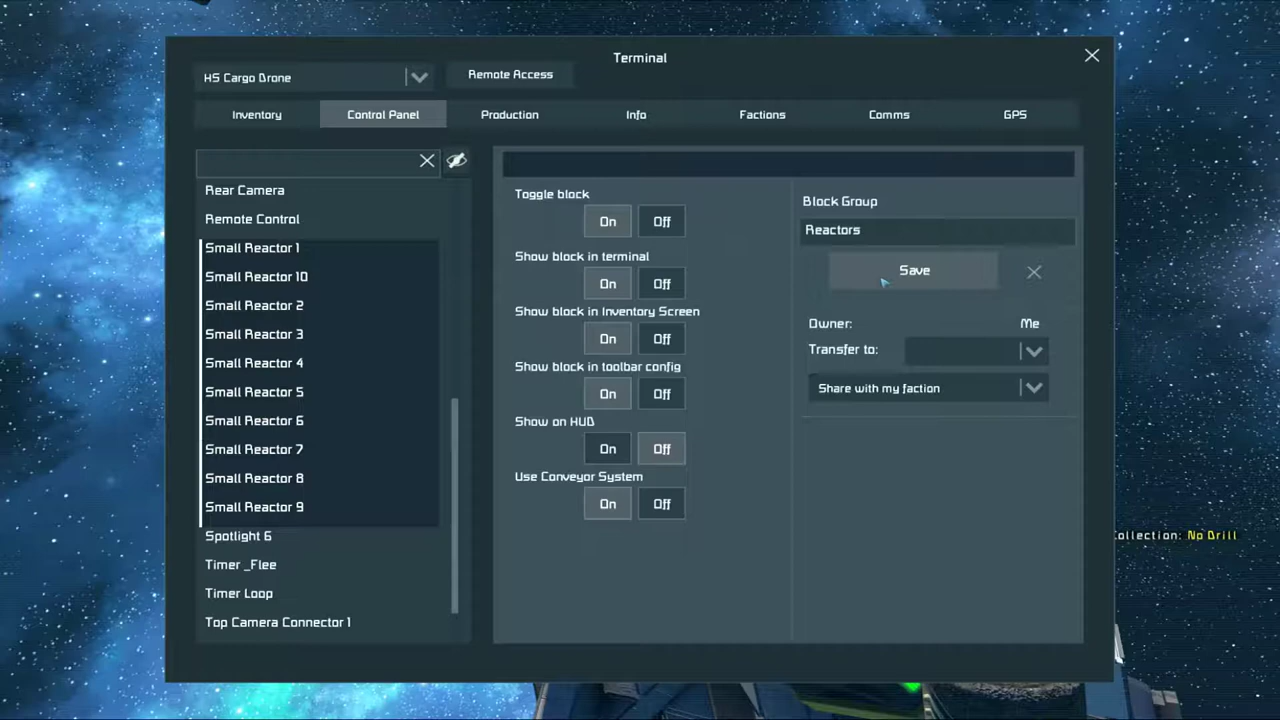 Terminal
HS Cargo Drone
Remote Access
Inventory
Control Panel
Production
Info
Factions
Comms
GPS
Rear Camera
Remote Control
Small Reactor 1
Small Reactor 10
Small Reactor 2
Small Reactor 3
Small Reactor 4
Small Reactor 5
Small Reactor 6
Small Reactor 7
Small Reactor 8
Small Reactor 9
Spotlight 6
Timer _Flee
Timer Loop
Top Camera Connector 1
Toggle block
On Off
Show block in terminal
On Off
Show block in Inventory Screen
On Off
Show block in toolbar config
On Off
Show on HUD
On Off
Use Conveyor System
On Off
Block Group
Reactors
Save
Owner: Me
Transfer to:
Share with my faction
ollection: No Drill